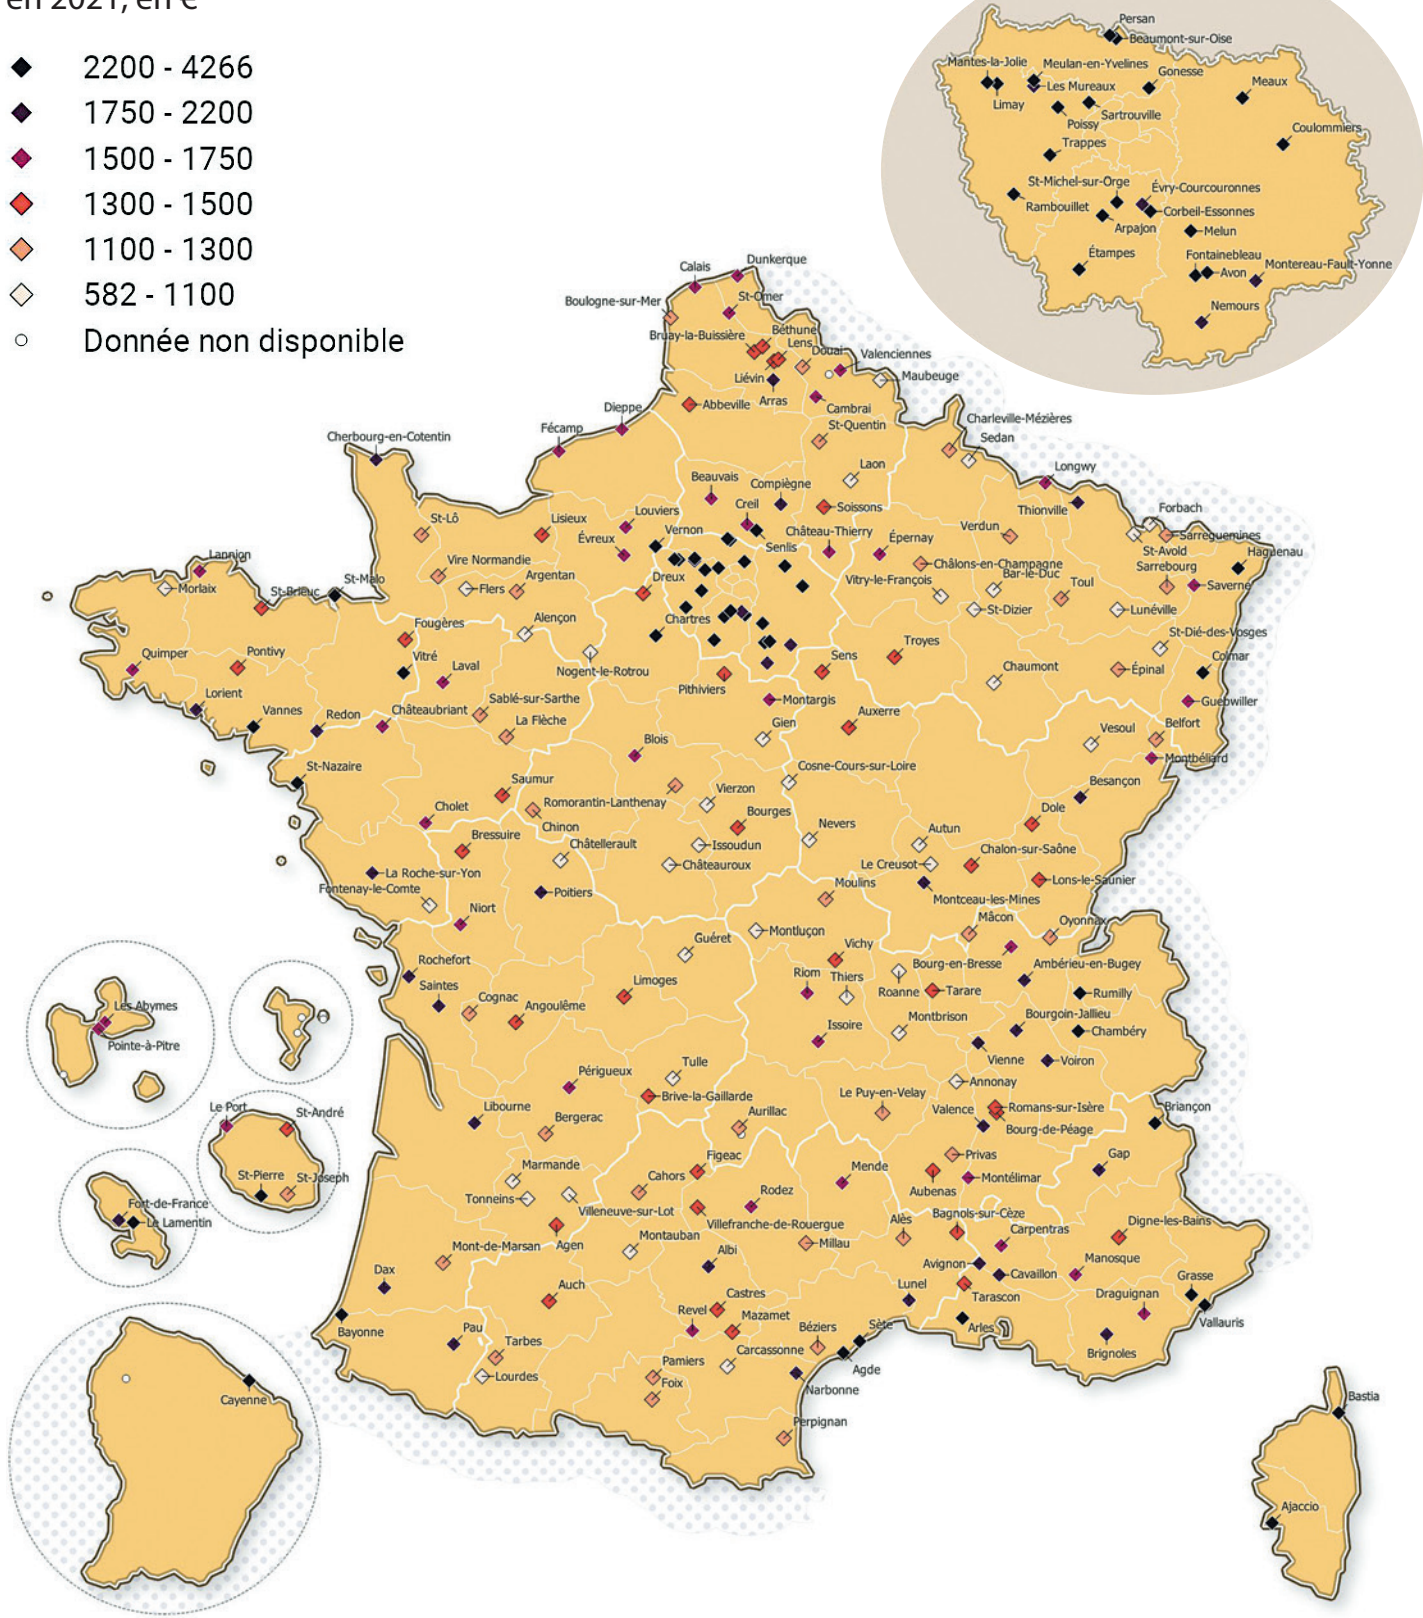 en 2021, en €
2200 - 4266
1750 - 2200
1500 - 1750
1300 - 1500
1100 - 1300
582 - 1100
Donnée non disponible
Persan
Beaumont-sur-Oise
Mantes-la-Jolie
Meulan-en-Yvelines
Gonesse
Les Mureaux
Meaux
Limay
Sartrouville
Poissy
Coulommiers
Trappes
St-Michel-sur-Orge
Évry-Courcouronnes
Rambouillet
Corbeil-Essonnes
Arpajon
Melun
Étampes
Fontainebleau
Avon
Montereau-Fault-Yonne
Nemours
Dunkerque
Calais
Boulogne-sur-Mer
St-Omer
Bruay-la-Buissière
Béthune
Lens
Douai
Valenciennes
Liévin
Maubeuge
Arras
Abbeville
Cambrai
Dieppe
St-Quentin
Charleville-Mézières
Fécamp
Sedan
Cherbourg-en-Cotentin
Laon
Longwy
Beauvais
Compiègne
Thionville
Creil
Soissons
Forbach
St-Lô
Lisieux
Louviers
Vernon
Château-Thierry
Verdun
Sarreguemines
Évreux
Senlis
Épernay
St-Avold
Haguenau
Lannion
Vire Normandie
Châlons-en-Champagne
Sarrebourg
St-Malo
Argentan
Dreux
Vitry-le-François
Bar-le-Duc
Toul
Saverne
Morlaix
St-Brieuc
Flers
St-Dizier
Lunéville
Fougères
Alençon
Chartres
St-Dié-des-Vosges
Quimper
Pontivy
Vitré
Laval
Nogent-le-Rotrou
Troyes
Sens
Colmar
Chaumont
Épinal
Pithiviers
Lorient
Sablé-sur-Sarthe
Montargis
Guebwiller
Vannes
Redon
Châteaubriant
La Flèche
Auxerre
Gien
Vesoul
Belfort
Blois
Montbéliard
St-Nazaire
Cosne-Cours-sur-Loire
Saumur
Besançon
Romorantin-Lanthenay
Vierzon
Cholet
Bourges
Dole
Chinon
Nevers
Autun
Bressuire
Châtellerault
Issoudun
Chalon-sur-Saône
Châteauroux
Le Creusot
La Roche-sur-Yon
Lons-le-Saunier
Fontenay-le-Comte
Poitiers
Moulins
Montceau-les-Mines
Niort
Mâcon
Oyonnax
Montluçon
Guéret
Vichy
Rochefort
Bourg-en-Bresse
Ambérieu-en-Bugey
Riom
Thiers
Saintes
Limoges
Roanne
Tarare
Rumilly
Cognac
Angoulême
Montbrison
Bourgoin-Jallieu
Issoire
Chambéry
Les Abymes
Pointe-à-Pitre
Vienne
Voiron
Tulle
Périgueux
Annonay
Le Port
St-André
Brive-la-Gaillarde
Le Puy-en-Velay
Libourne
Valence
Romans-sur-Isère
Briançon
Bergerac
Aurillac
Bourg-de-Péage
Figeac
Privas
Gap
Marmande
Cahors
Mende
Montélimar
St-Pierre
St-Joseph
Tonneins
Rodez
Aubenas
Fort-de-France
Le Lamentin
Villeneuve-sur-Lot
Villefranche-de-Rouergue
Alès
Bagnols-sur-Cèze
Digne-les-Bains
Mont-de-Marsan
Agen
Montauban
Millau
Carpentras
Albi
Avignon
Manosque
Dax
Auch
Cavaillon
Grasse
Castres
Lunel
Tarascon
Draguignan
Revel
Mazamet
Vallauris
Bayonne
Pau
Tarbes
Béziers
Sète
Arles
Carcassonne
Brignoles
Pamiers
Agde
Lourdes
Foix
Narbonne
Cayenne
Perpignan
Bastia
Ajaccio